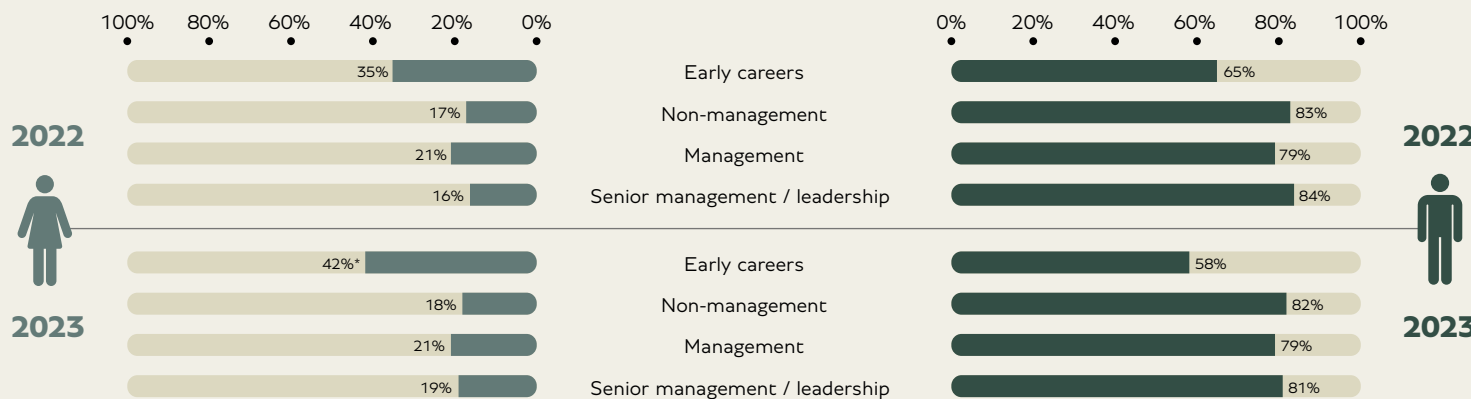 100% 80% 60% 40% 20% 0% 0% 20% 40% 60% 80% 100%
35% Early careers 65%
17% Non-management 83%
2022 2022
21% Management 79%
16% Senior management / leadership 84%
42%* Early careers 58%
18% Non-management 82%
2023 2023
21% Management 79%
19% Senior management / leadership 81%